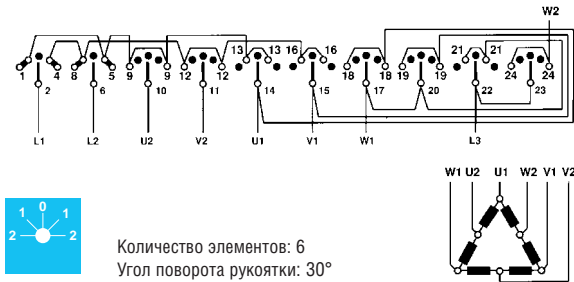 W2
1 4 8 5 9 9 12 12 13 13 16 16 18 18 19 19 21 21 24 24
2 6 10 11 14 15 17 20 22 23
L1 L2 U2 V2 U1 V1 W1 L3
W1 U2 U1 W2 V1 V2
0
1 1
2 2
Количество элементов: 6
Угол поворота рукоятки: 30°